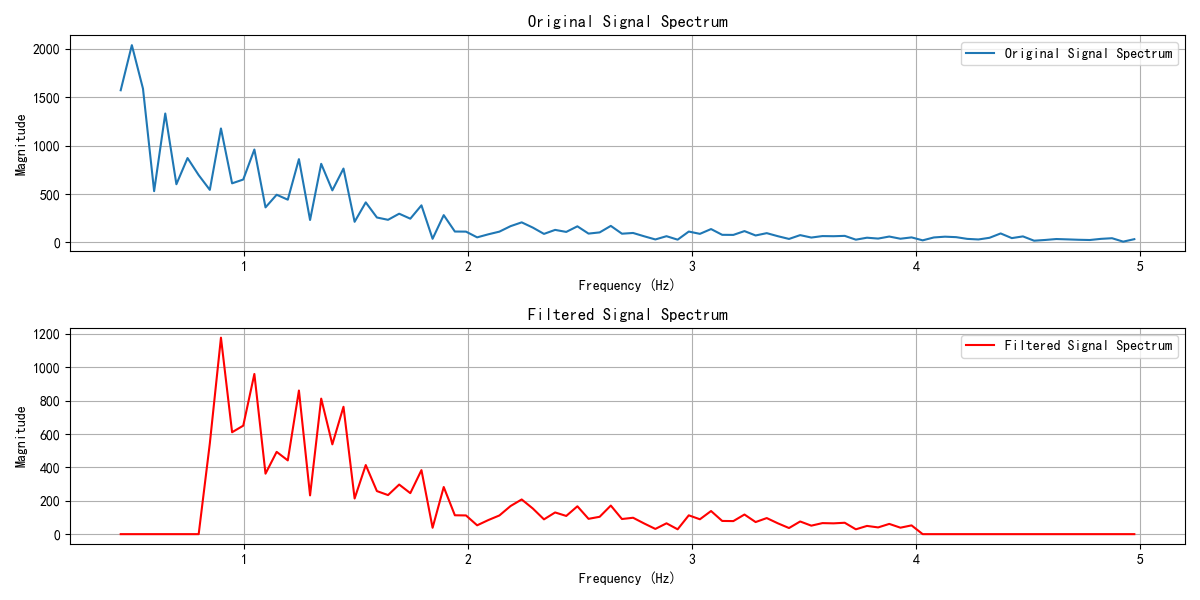 Original Signal Spectrum
Original Signal Spectrum
Magnitude
2000
1500
1000
500
0
1 2 3 4 5
Frequency (Hz)
Filtered Signal Spectrum
Filtered Signal Spectrum
Magnitude
1200
1000
800
600
400
200
0
1 2 3 4 5
Frequency (Hz)